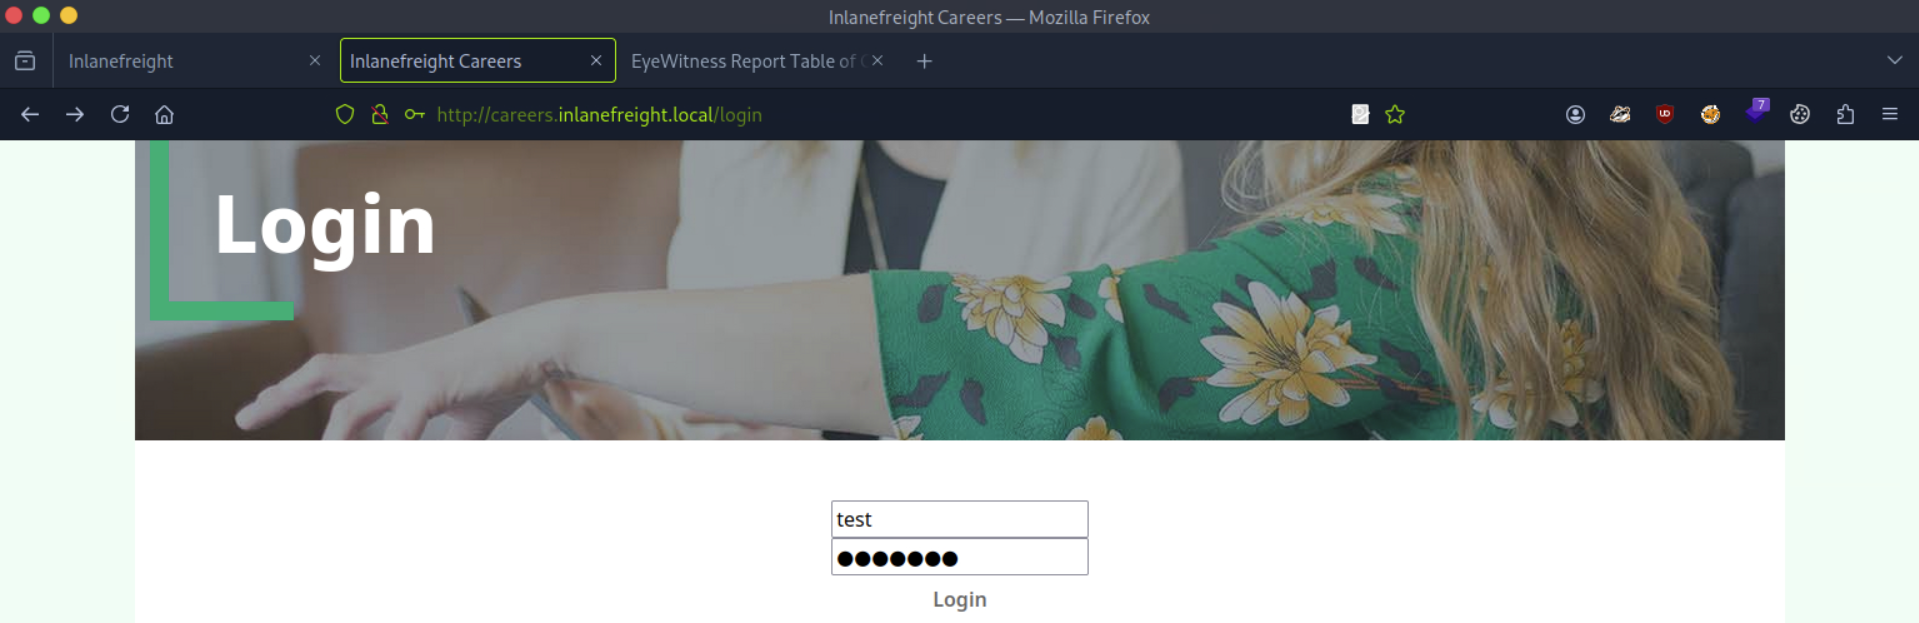 Inlanefreight Careers — Mozilla Firefox
Inlanefreight
Inlanefreight Careers
EyeWitness Report Table of
http://careers.inlanefreight.local/login
UD
7
Login
test
●●●●●●●
Login